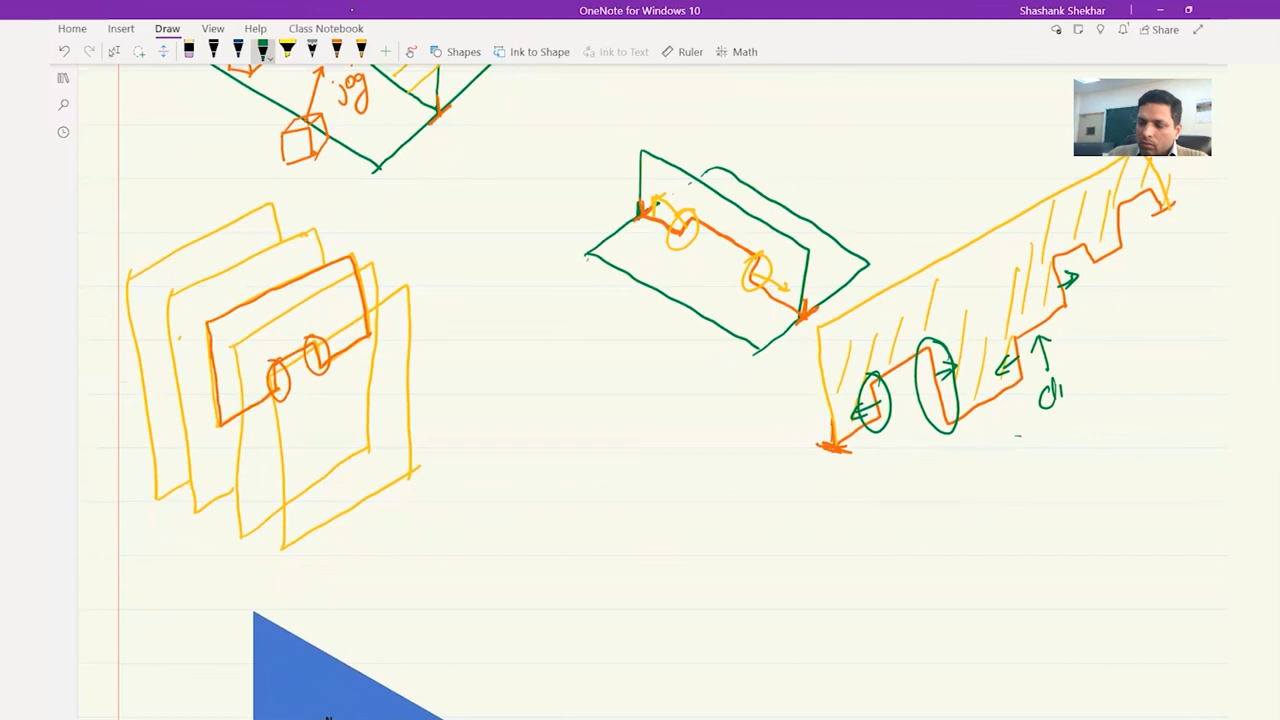 OneNote for Windows 10
Shashank Shekhar
Home Insert Draw View Help Class Notebook
Shapes Ink to Shape Ink to Text Ruler Math Share
jog
di